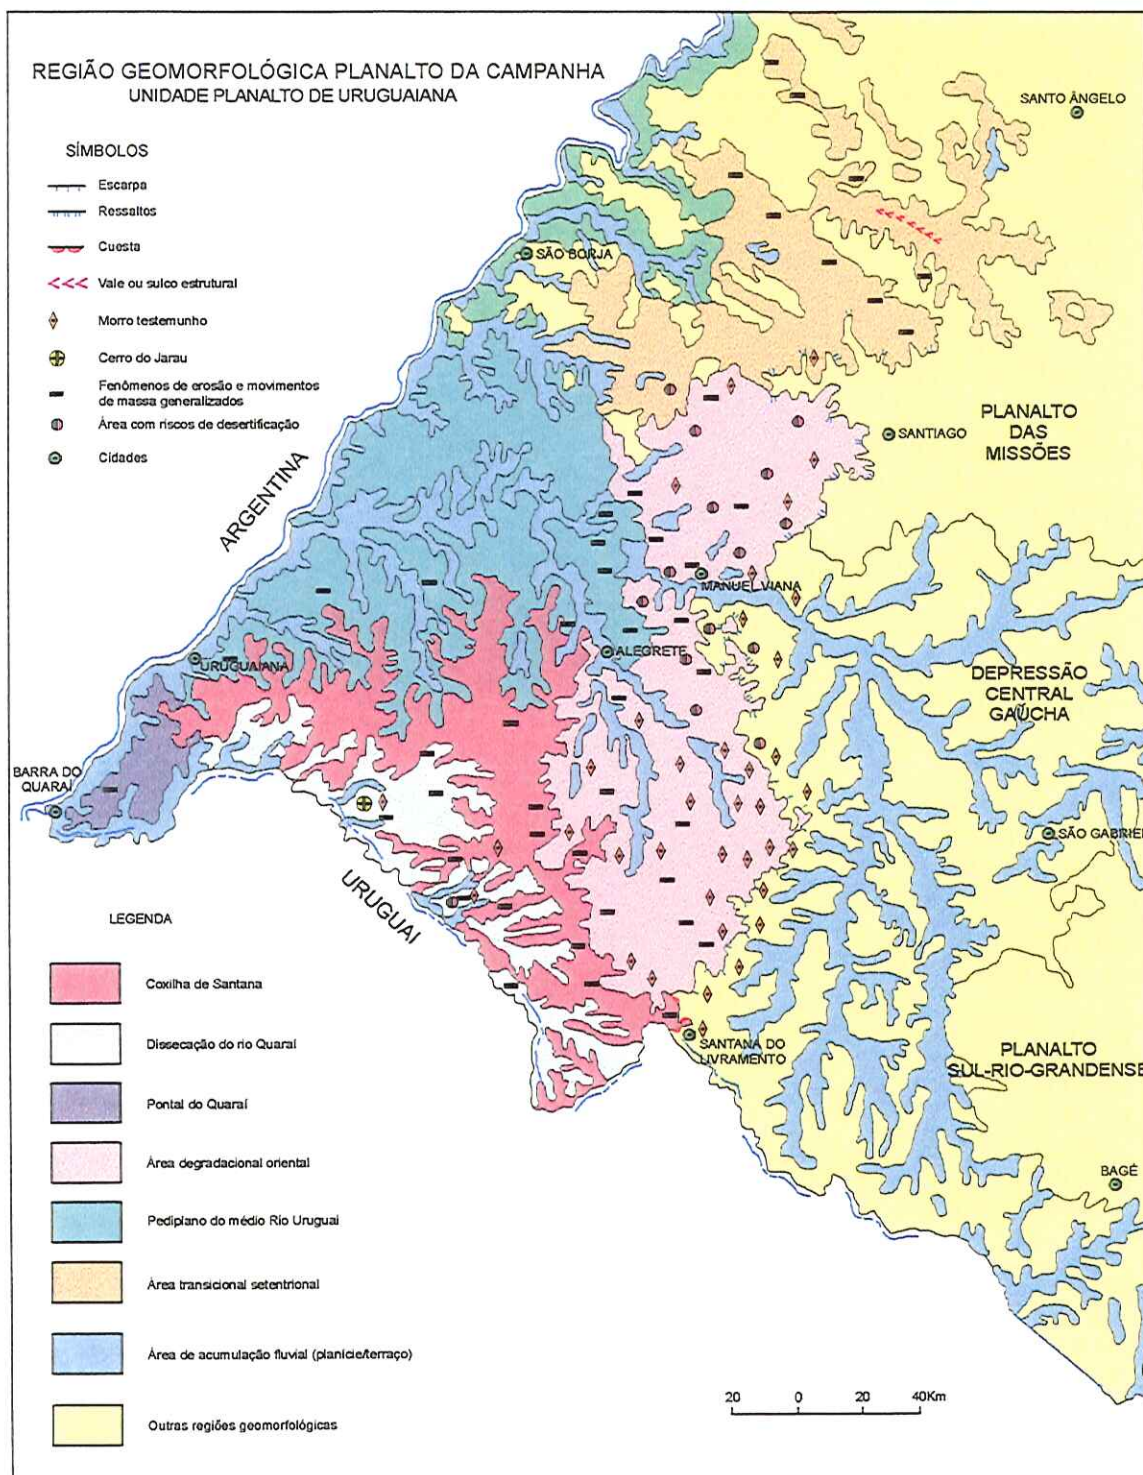 REGIÃO GEOMORFOLÓGICA PLANALTO DA CAMPANHA
UNIDADE PLANALTO DE URUGUAIANA
SÍMBOLOS
Escarpa
Ressaltos
Cuesta
Vale ou sulco estrutural
Morro testemunho
Cerro do Jarau
Fenômenos de erosão e movimentos
de massa generalizados
Área com riscos de desertificação
Cidades
SANTO ÂNGELO
SÃO BORJA
PLANALTO
DAS
MISSÕES
SANTIAGO
ARGENTINA
MANUEL VIANA
URUGUAIANA
ALEGRETE
DEPRESSÃO
CENTRAL
GAÚCHA
BARRA DO
QUARAÍ
SÃO GABRIEL
URUGUAI
SANTANA DO
LIVRAMENTO
PLANALTO
SUL-RIO-GRANDENSE
BAGÉ
LEGENDA
Coxilha de Santana
Dissecação do rio Quaraí
Pontal do Quaraí
Área degradacional oriental
Pediplano do médio Rio Uruguai
Área transicional setentrional
Área de acumulação fluvial (planície/terraço)
Outras regiões geomorfológicas
20 0 20 40Km